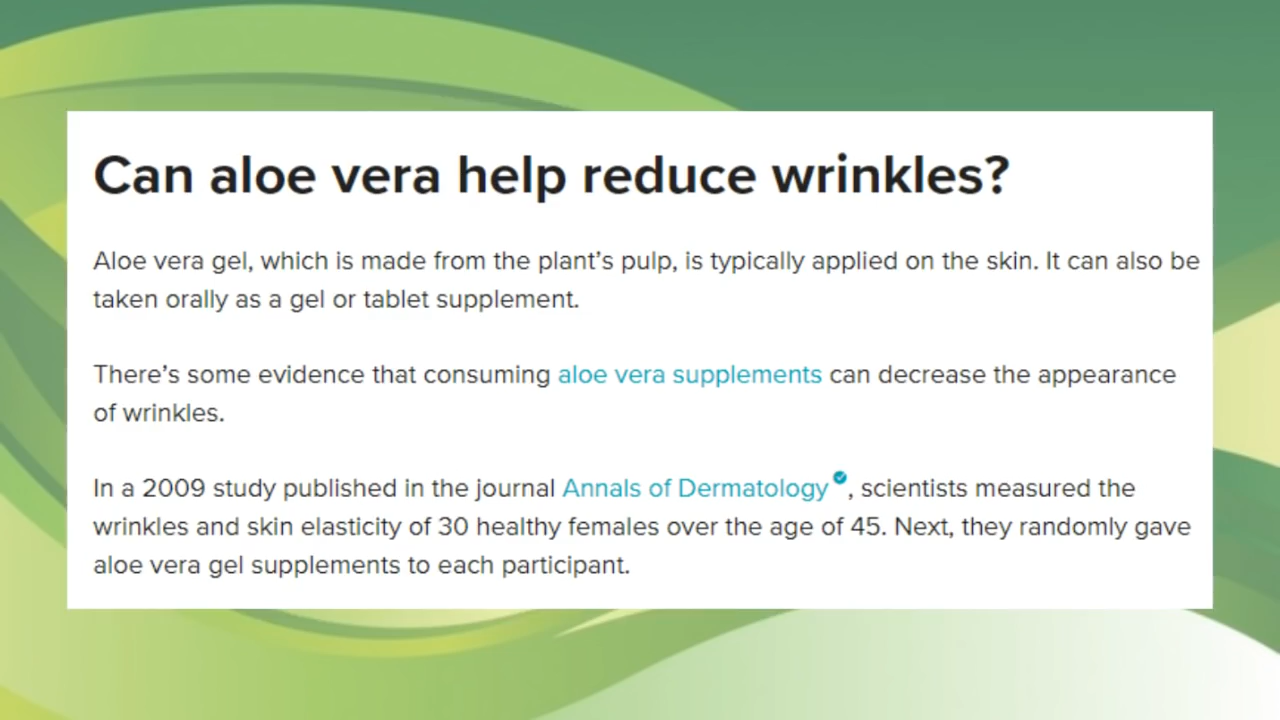 Can aloe vera help reduce wrinkles?
Aloe vera gel, which is made from the plant’s pulp, is typically applied on the skin. It can also be
taken orally as a gel or tablet supplement.
There’s some evidence that consuming aloe vera supplements can decrease the appearance
of wrinkles.
In a 2009 study published in the journal Annals of Dermatology, scientists measured the
wrinkles and skin elasticity of 30 healthy females over the age of 45. Next, they randomly gave
aloe vera gel supplements to each participant.